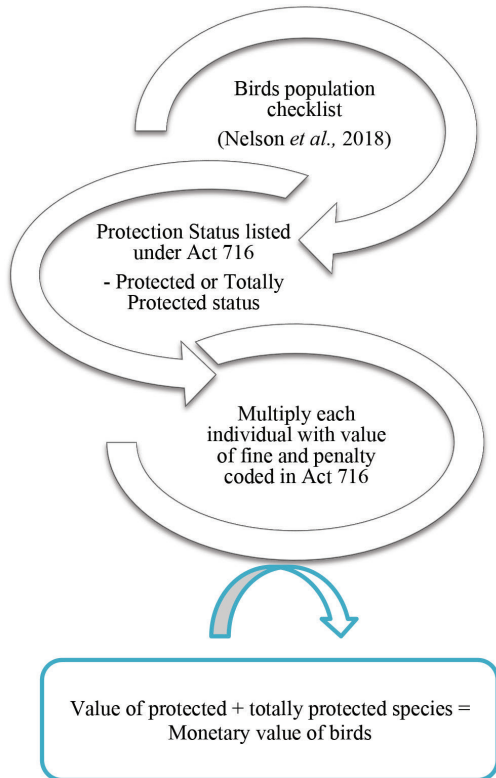 Birds population
checklist
(Nelson et al., 2018)
Protection Status listed
under Act 716
- Protected or Totally
Protected status
Multiply each
individual with value
of fine and penalty
coded in Act 716
Value of protected + totally protected species =
Monetary value of birds